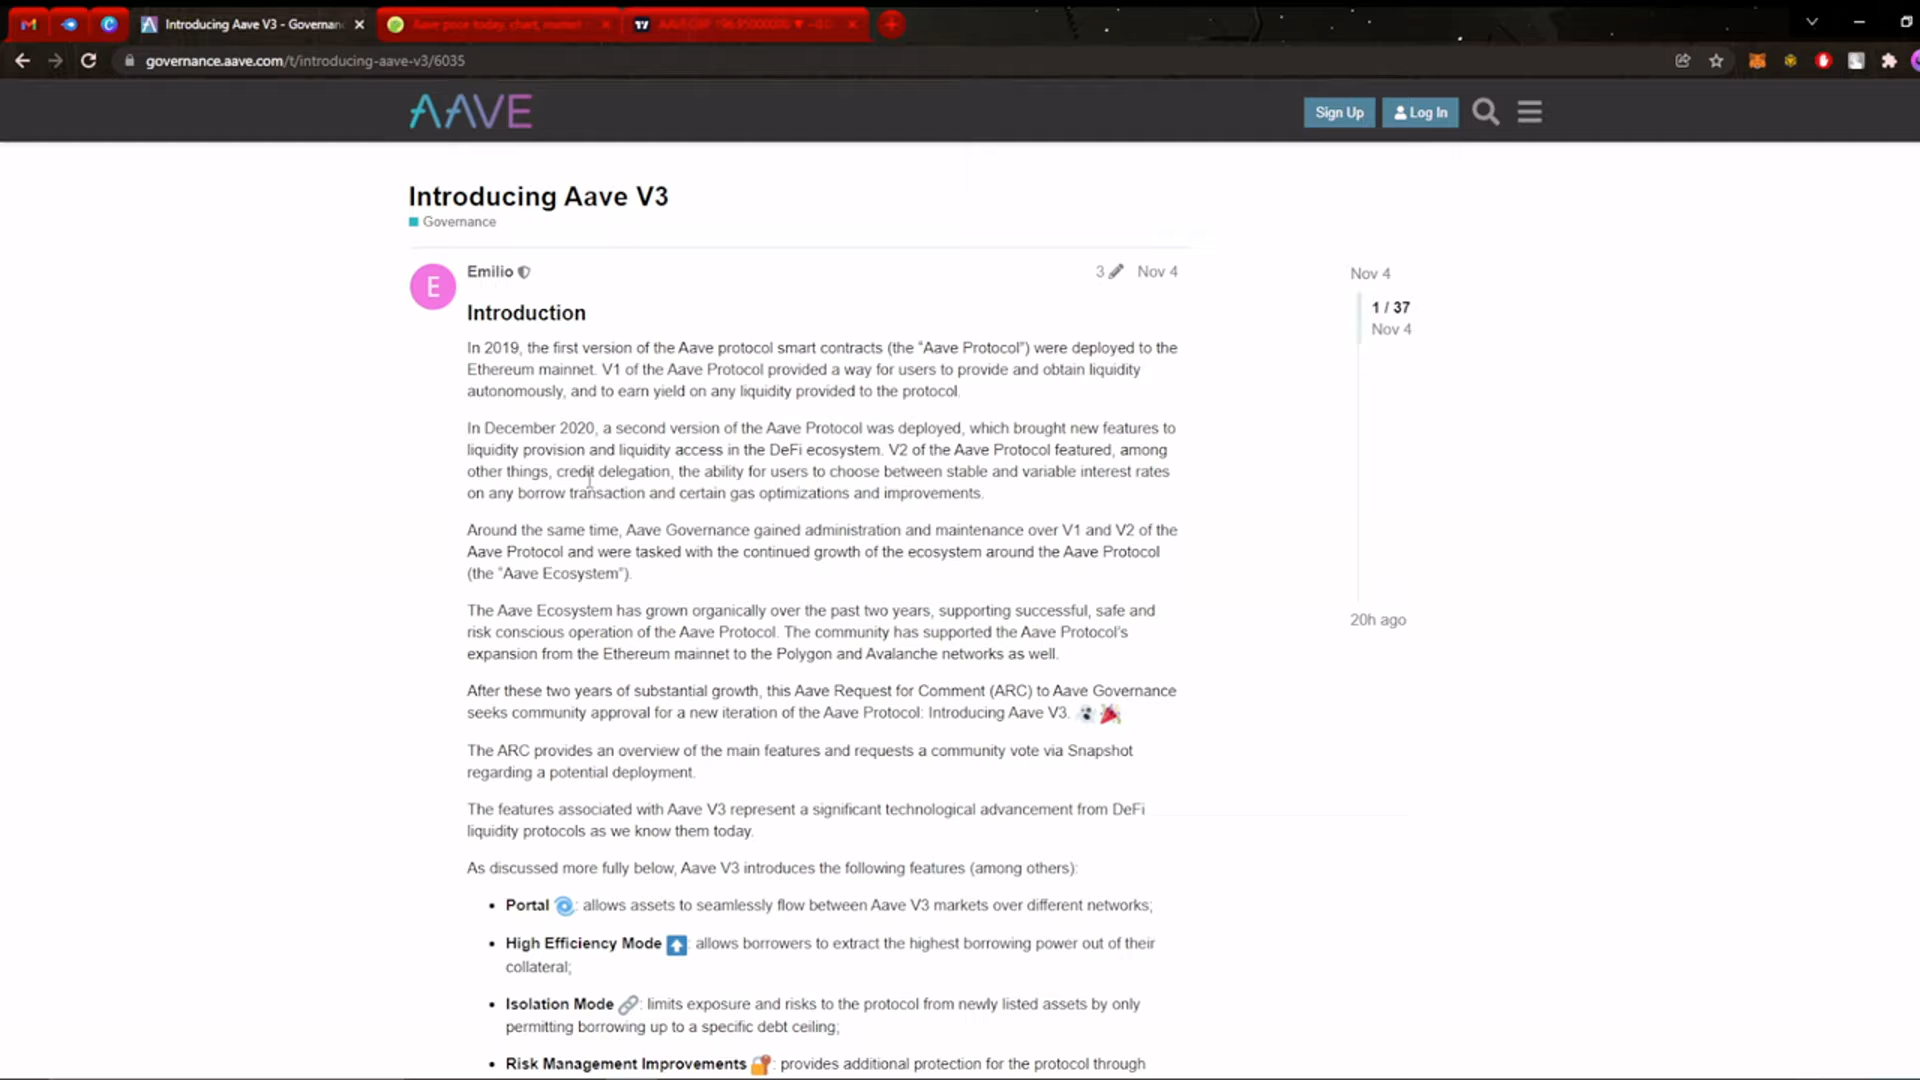 Introducing Aave V3 - Governan
Aave price today, chart, market
governance.aave.com/t/introducing-aave-v3/6035
AAVE
Sign Up
Log In
Introducing Aave V3
Governance
E
Emilio
3
Nov 4
Nov 4
1 / 37
Nov 4
20h ago
Introduction
In 2019, the first version of the Aave protocol smart contracts (the “Aave Protocol”) were deployed to the
Ethereum mainnet. V1 of the Aave Protocol provided a way for users to provide and obtain liquidity
autonomously, and to earn yield on any liquidity provided to the protocol.
In December 2020, a second version of the Aave Protocol was deployed, which brought new features to
liquidity provision and liquidity access in the DeFi ecosystem. V2 of the Aave Protocol featured, among
other things, credit delegation, the ability for users to choose between stable and variable interest rates
on any borrow transaction and certain gas optimizations and improvements.
Around the same time, Aave Governance gained administration and maintenance over V1 and V2 of the
Aave Protocol and were tasked with the continued growth of the ecosystem around the Aave Protocol
(the “Aave Ecosystem”).
The Aave Ecosystem has grown organically over the past two years, supporting successful, safe and
risk conscious operation of the Aave Protocol. The community has supported the Aave Protocol’s
expansion from the Ethereum mainnet to the Polygon and Avalanche networks as well.
After these two years of substantial growth, this Aave Request for Comment (ARC) to Aave Governance
seeks community approval for a new iteration of the Aave Protocol: Introducing Aave V3.
The ARC provides an overview of the main features and requests a community vote via Snapshot
regarding a potential deployment.
The features associated with Aave V3 represent a significant technological advancement from DeFi
liquidity protocols as we know them today.
As discussed more fully below, Aave V3 introduces the following features (among others):
• Portal : allows assets to seamlessly flow between Aave V3 markets over different networks;
• High Efficiency Mode : allows borrowers to extract the highest borrowing power out of their
collateral;
• Isolation Mode : limits exposure and risks to the protocol from newly listed assets by only
permitting borrowing up to a specific debt ceiling;
• Risk Management Improvements : provides additional protection for the protocol through